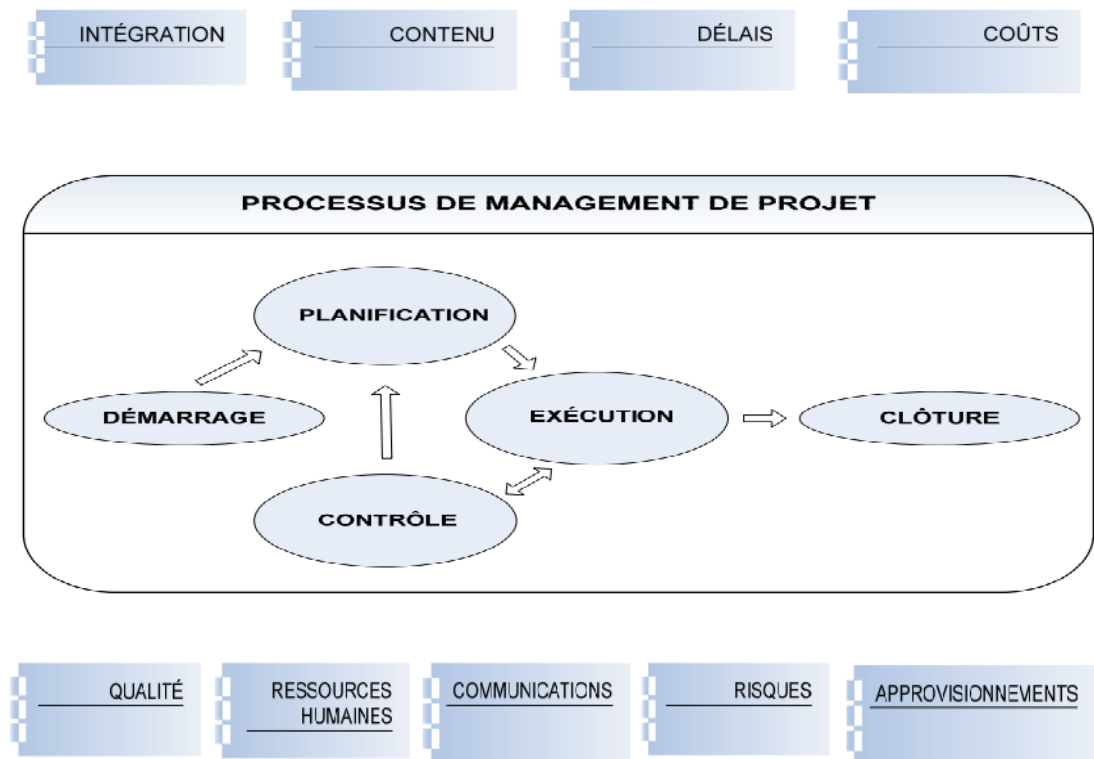 INTÉGRATION
CONTENU
DÉLAIS
COÛTS
PROCESSUS DE MANAGEMENT DE PROJET
PLANIFICATION
DÉMARRAGE
EXÉCUTION
CLÔTURE
CONTRÔLE
QUALITÉ
RESSOURCES
HUMAINES
COMMUNICATIONS
RISQUES
APPROVISIONNEMENTS